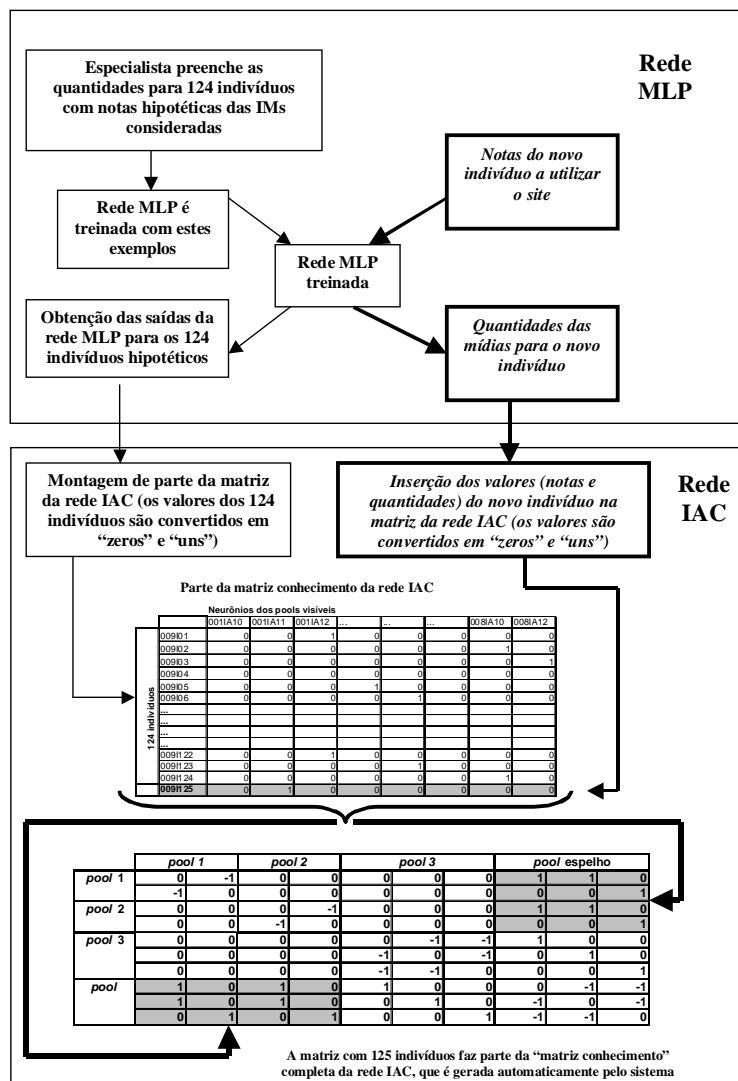 Rede
MLP
Especialista preenche as
quantidades para 124 indivíduos
com notas hipotéticas das IMs
consideradas
Notas do novo
indivíduo a utilizar
o site
Rede MLP é
treinada com estes
exemplos
Rede MLP
treinada
Obtenção das saídas da
rede MLP para os 124
indivíduos hipotéticos
Quantidades das
mídias para o novo
indivíduo
Rede
IAC
Montagem de parte da matriz
da rede IAC (os valores dos 124
indivíduos são convertidos em
“zeros” e “uns”)
Inserção dos valores (notas e
quantidades) do novo indivíduo na
matriz da rede IAC (os valores são
convertidos em “zeros” e “uns”)
Parte da matriz conhecimento da rede IAC
Neurônios dos pools visíveis
001IA10 001IA11 001IA12 ... ... ... 008IA10 008IA12
124 indivíduos
009I01 0 0 1 0 0 0 0 0
009I02 0 0 0 0 0 0 1 0
009I03 0 0 0 0 0 0 0 1
009I04 0 0 0 0 0 0 0 0
009I05 0 0 0 1 0 0 0 0
009I06 0 0 0 0 1 0 0 0
...
...
...
...
009I122 0 0 1 0 0 0 0 0
009I123 0 0 0 0 1 0 0 0
009I124 0 0 0 0 0 0 1 0
009I125 0 1 0 0 0 0 0 0
pool 1 pool 2 pool 3 pool espelho
pool 1 0 -1 0 0 0 0 0 1 1 0
-1 0 0 0 0 0 0 0 0 1
pool 2 0 0 0 -1 0 0 0 1 1 0
0 0 -1 0 0 0 0 0 0 1
pool 3 0 0 0 0 0 -1 -1 1 0 0
0 0 0 0 -1 0 -1 0 1 0
0 0 0 0 -1 -1 0 0 0 1
pool 1 0 1 0 1 0 0 0 -1 -1
1 0 1 0 0 1 0 -1 0 -1
0 1 0 1 0 0 1 -1 -1 0
A matriz com 125 indivíduos faz parte da “matriz conhecimento”
completa da rede IAC, que é gerada automaticamente pelo sistema